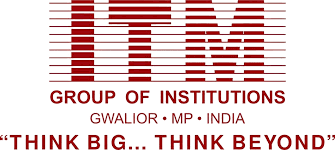 ITM
GROUP OF INSTITUTIONS
GWALIOR • MP • INDIA
“THINK BIG... THINK BEYOND”